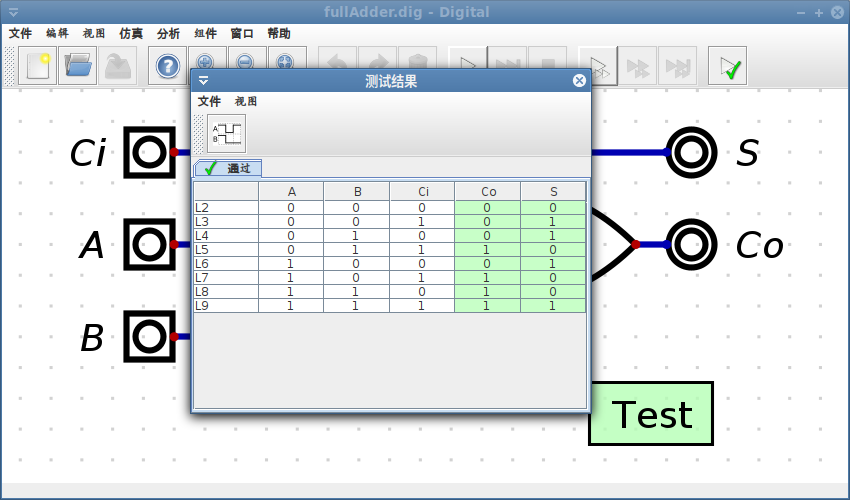 fullAdder.dig - Digital
文件 编辑 视图 仿真 分析 组件 窗口 帮助
测试结果
文件 视图
A
B
通过
A B Ci Co S
L2 0 0 0 0 0
L3 0 0 1 0 1
L4 0 1 0 0 1
L5 0 1 1 1 0
L6 1 0 0 0 1
L7 1 0 1 1 0
L8 1 1 0 1 0
L9 1 1 1 1 1
Ci
S
A
Co
B
Test